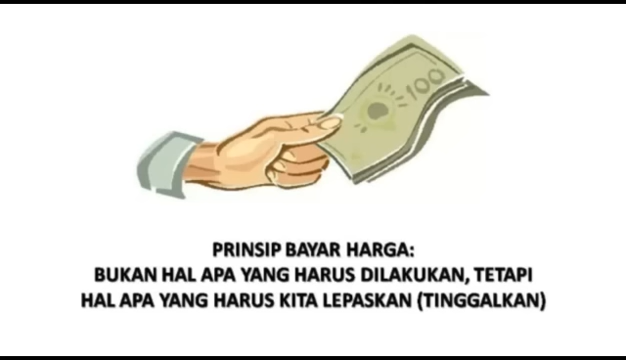 100
PRINSIP BAYAR HARGA:
BUKAN HAL APA YANG HARUS DILAKUKAN, TETAPI
HAL APA YANG HARUS KITA LEPASKAN (TINGGALKAN)